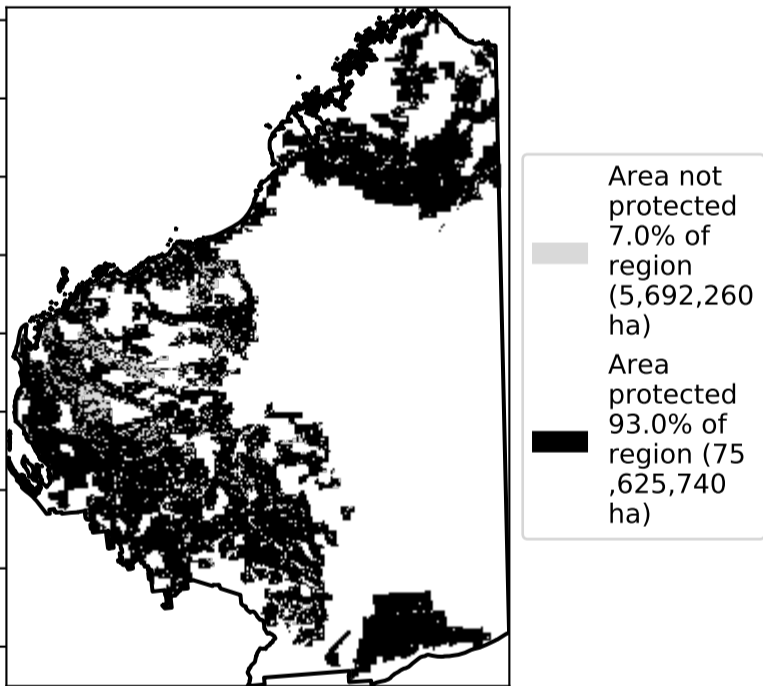 Area not
protected
7.0% of
region
(5,692,260
ha)
Area
protected
93.0% of
region (75
,625,740
ha)